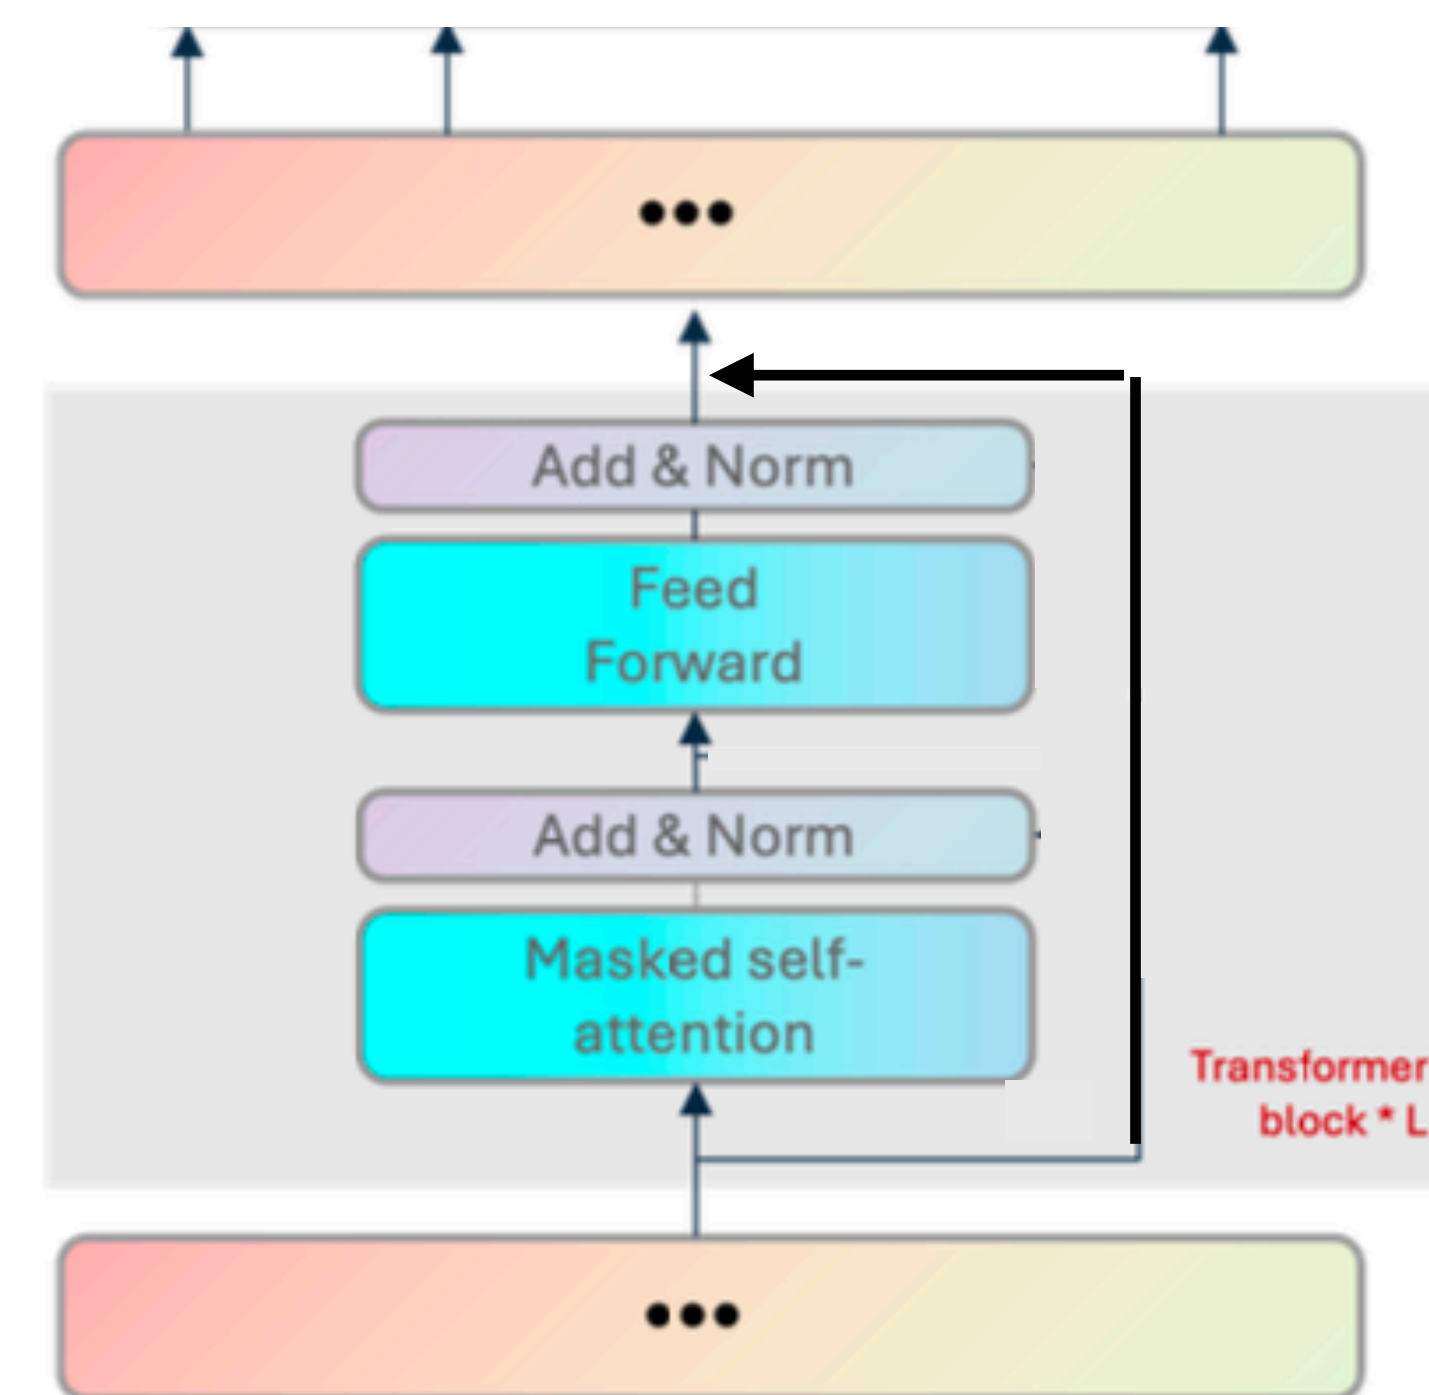 •••
Add & Norm
Feed
Forward
Add & Norm
Masked self-
attention
Transformer
block * L
•••